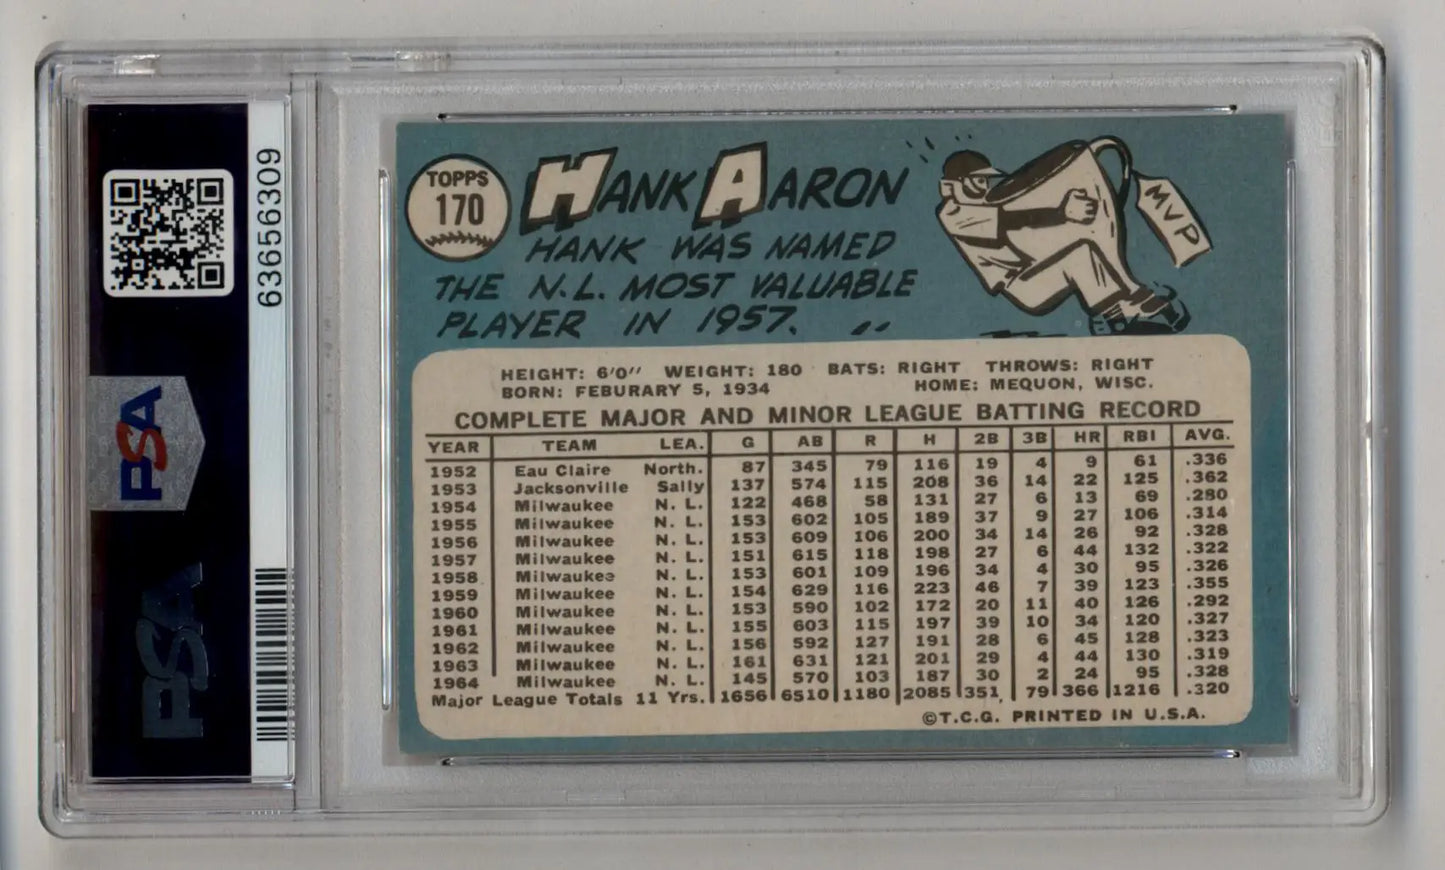 63656309
PSA
PSA
TOPPS
170
HANK AARON
HANK WAS NAMED
THE N.L. MOST VALUABLE
PLAYER IN 1957.
MVP
HEIGHT: 6'0" WEIGHT: 180 BATS: RIGHT THROWS: RIGHT
BORN: FEBURARY 5, 1934 HOME: MEQUON, WISC.
COMPLETE MAJOR AND MINOR LEAGUE BATTING RECORD
YEAR TEAM LEA. G AB R H 2B 3B HR RBI AVG.
1952 Eau Claire North. 87 345 79 116 19 4 9 61 .336
1953 Jacksonville Sally 137 574 115 208 36 14 22 125 .362
1954 Milwaukee N. L. 122 468 58 131 27 6 13 69 .280
1955 Milwaukee N. L. 153 602 105 189 37 9 27 106 .314
1956 Milwaukee N. L. 153 609 106 200 34 14 26 92 .328
1957 Milwaukee N. L. 151 615 118 198 27 6 44 132 .322
1958 Milwaukee N. L. 153 601 109 196 34 4 30 95 .326
1959 Milwaukee N. L. 154 629 116 223 46 7 39 123 .355
1960 Milwaukee N. L. 153 590 102 172 20 11 40 126 .292
1961 Milwaukee N. L. 155 603 115 197 39 10 34 120 .327
1962 Milwaukee N. L. 156 592 127 191 28 6 45 128 .323
1963 Milwaukee N. L. 161 631 121 201 29 4 44 130 .319
1964 Milwaukee N. L. 145 570 103 187 30 2 24 95 .328
Major League Totals 11 Yrs. 1656 6510 1180 2085 351 79 366 1216 .320
©T.C.G. PRINTED IN U.S.A.